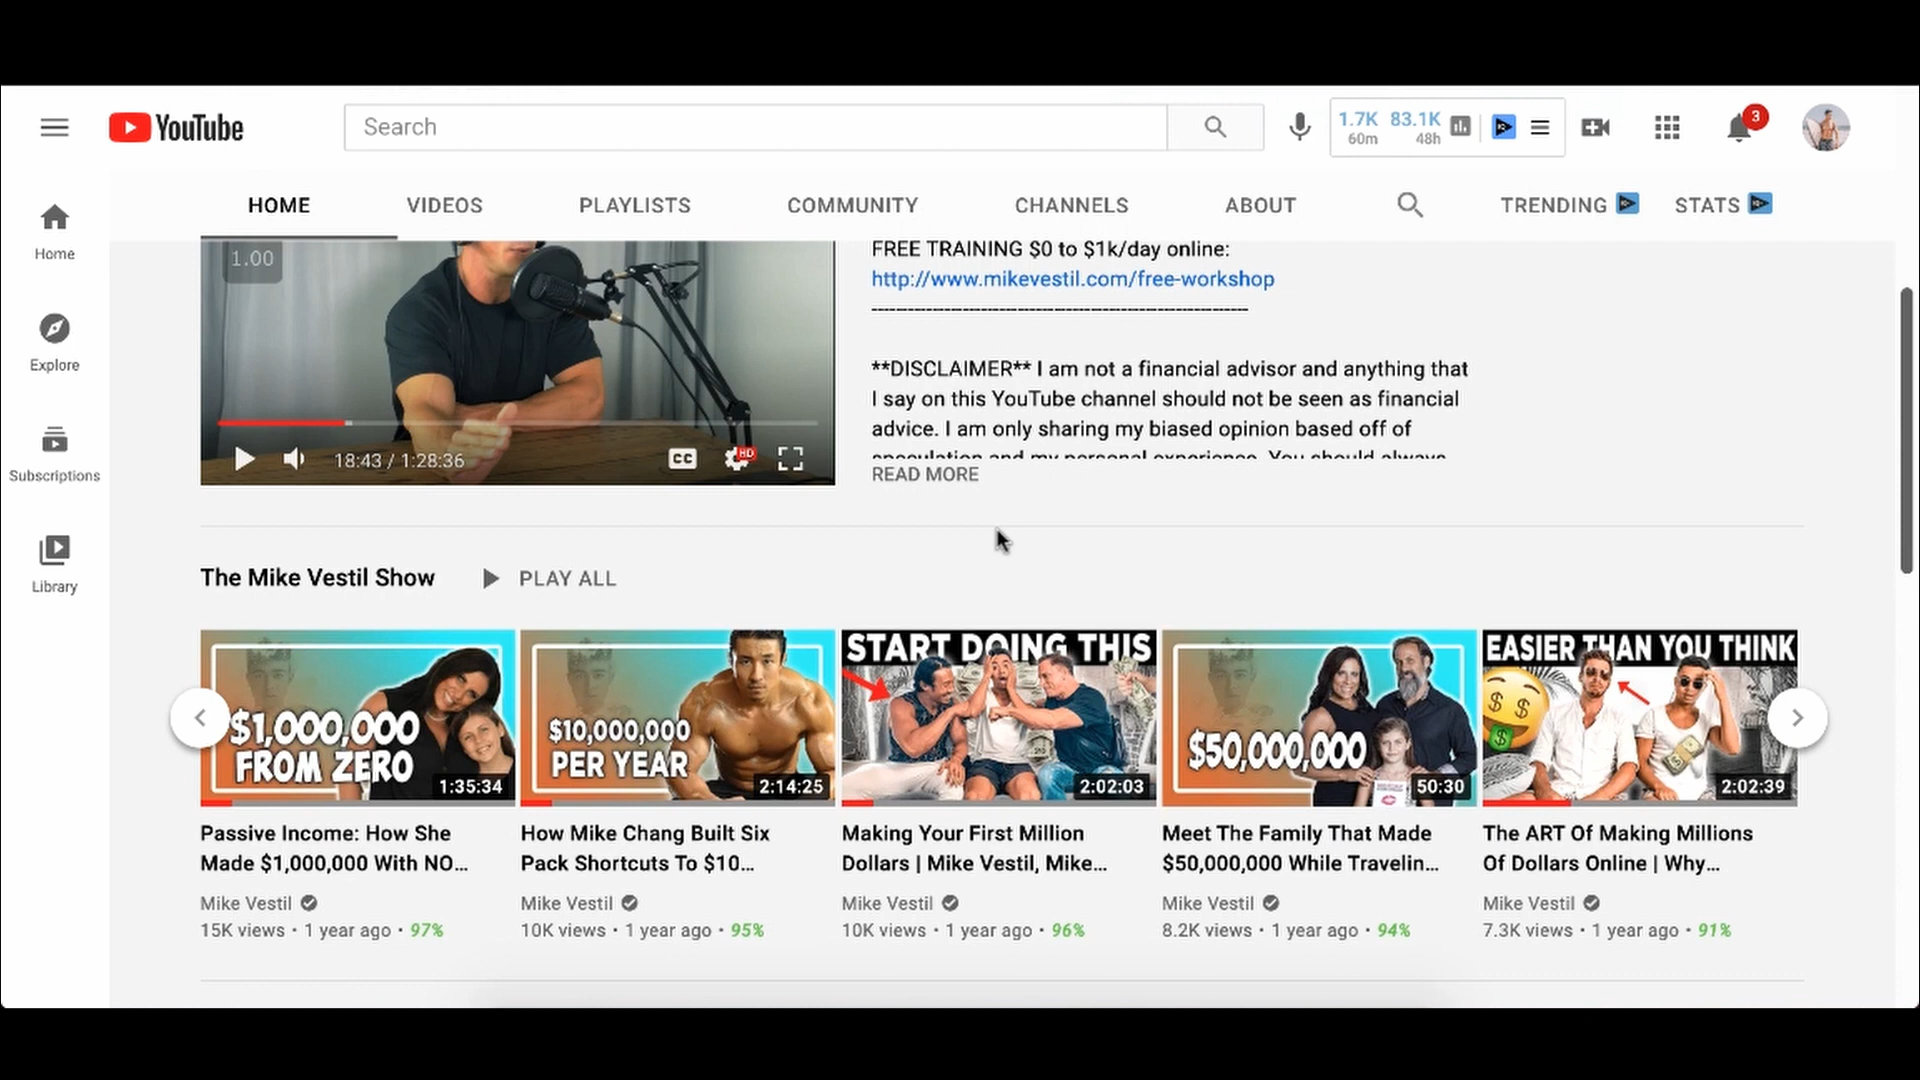 YouTube
Search
1.7K 83.1K
60m 48h
3
HOME VIDEOS PLAYLISTS COMMUNITY CHANNELS ABOUT TRENDING STATS
Home
Explore
Subscriptions
Library
1.00
18:43 / 1:28:36
CC
HD
FREE TRAINING $0 to $1k/day online:
http://www.mikevestil.com/free-workshop
**DISCLAIMER** I am not a financial advisor and anything that
I say on this YouTube channel should not be seen as financial
advice. I am only sharing my biased opinion based off of
speculation and my personal experience. You should always
READ MORE
The Mike Vestil Show PLAY ALL
$1,000,000
FROM ZERO
1:35:34
Passive Income: How She
Made $1,000,000 With NO...
Mike Vestil
15K views • 1 year ago • 97%
$10,000,000
PER YEAR
2:14:25
How Mike Chang Built Six
Pack Shortcuts To $10...
Mike Vestil
10K views • 1 year ago • 95%
START DOING THIS
2:02:03
Making Your First Million
Dollars | Mike Vestil, Mike...
Mike Vestil
10K views • 1 year ago • 96%
$50,000,000
50:30
Meet The Family That Made
$50,000,000 While Travelin...
Mike Vestil
8.2K views • 1 year ago • 94%
EASIER THAN YOU THINK
2:02:39
The ART Of Making Millions
Of Dollars Online | Why...
Mike Vestil
7.3K views • 1 year ago • 91%